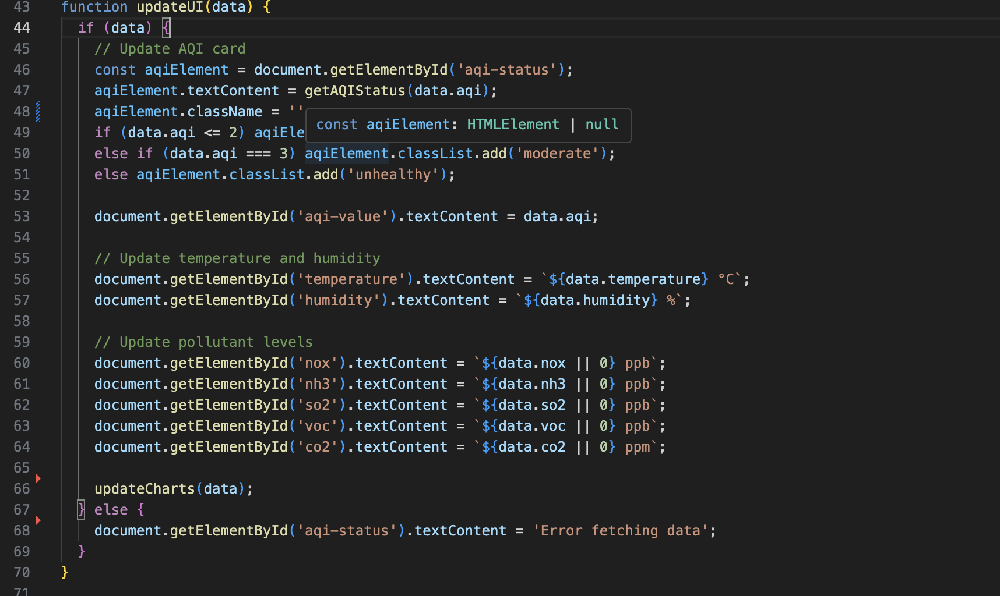 43 function updateUI(data) {
44 if (data) {
45 // Update AQI card
46 const aqiElement = document.getElementById('aqi-status');
47 aqiElement.textContent = getAQIStatus(data.aqi);
48 aqiElement.className = ''
const aqiElement: HTMLElement | null
49 if (data.aqi <= 2) aqiEle
50 else if (data.aqi === 3) aqiElement.classList.add('moderate');
51 else aqiElement.classList.add('unhealthy');
52
53 document.getElementById('aqi-value').textContent = data.aqi;
54
55 // Update temperature and humidity
56 document.getElementById('temperature').textContent = `${data.temperature} °C`;
57 document.getElementById('humidity').textContent = `${data.humidity} %`;
58
59 // Update pollutant levels
60 document.getElementById('nox').textContent = `${data.nox || 0} ppb`;
61 document.getElementById('nh3').textContent = `${data.nh3 || 0} ppb`;
62 document.getElementById('so2').textContent = `${data.so2 || 0} ppb`;
63 document.getElementById('voc').textContent = `${data.voc || 0} ppb`;
64 document.getElementById('co2').textContent = `${data.co2 || 0} ppm`;
65
66 updateCharts(data);
67 } else {
68 document.getElementById('aqi-status').textContent = 'Error fetching data';
69 }
70 }
71